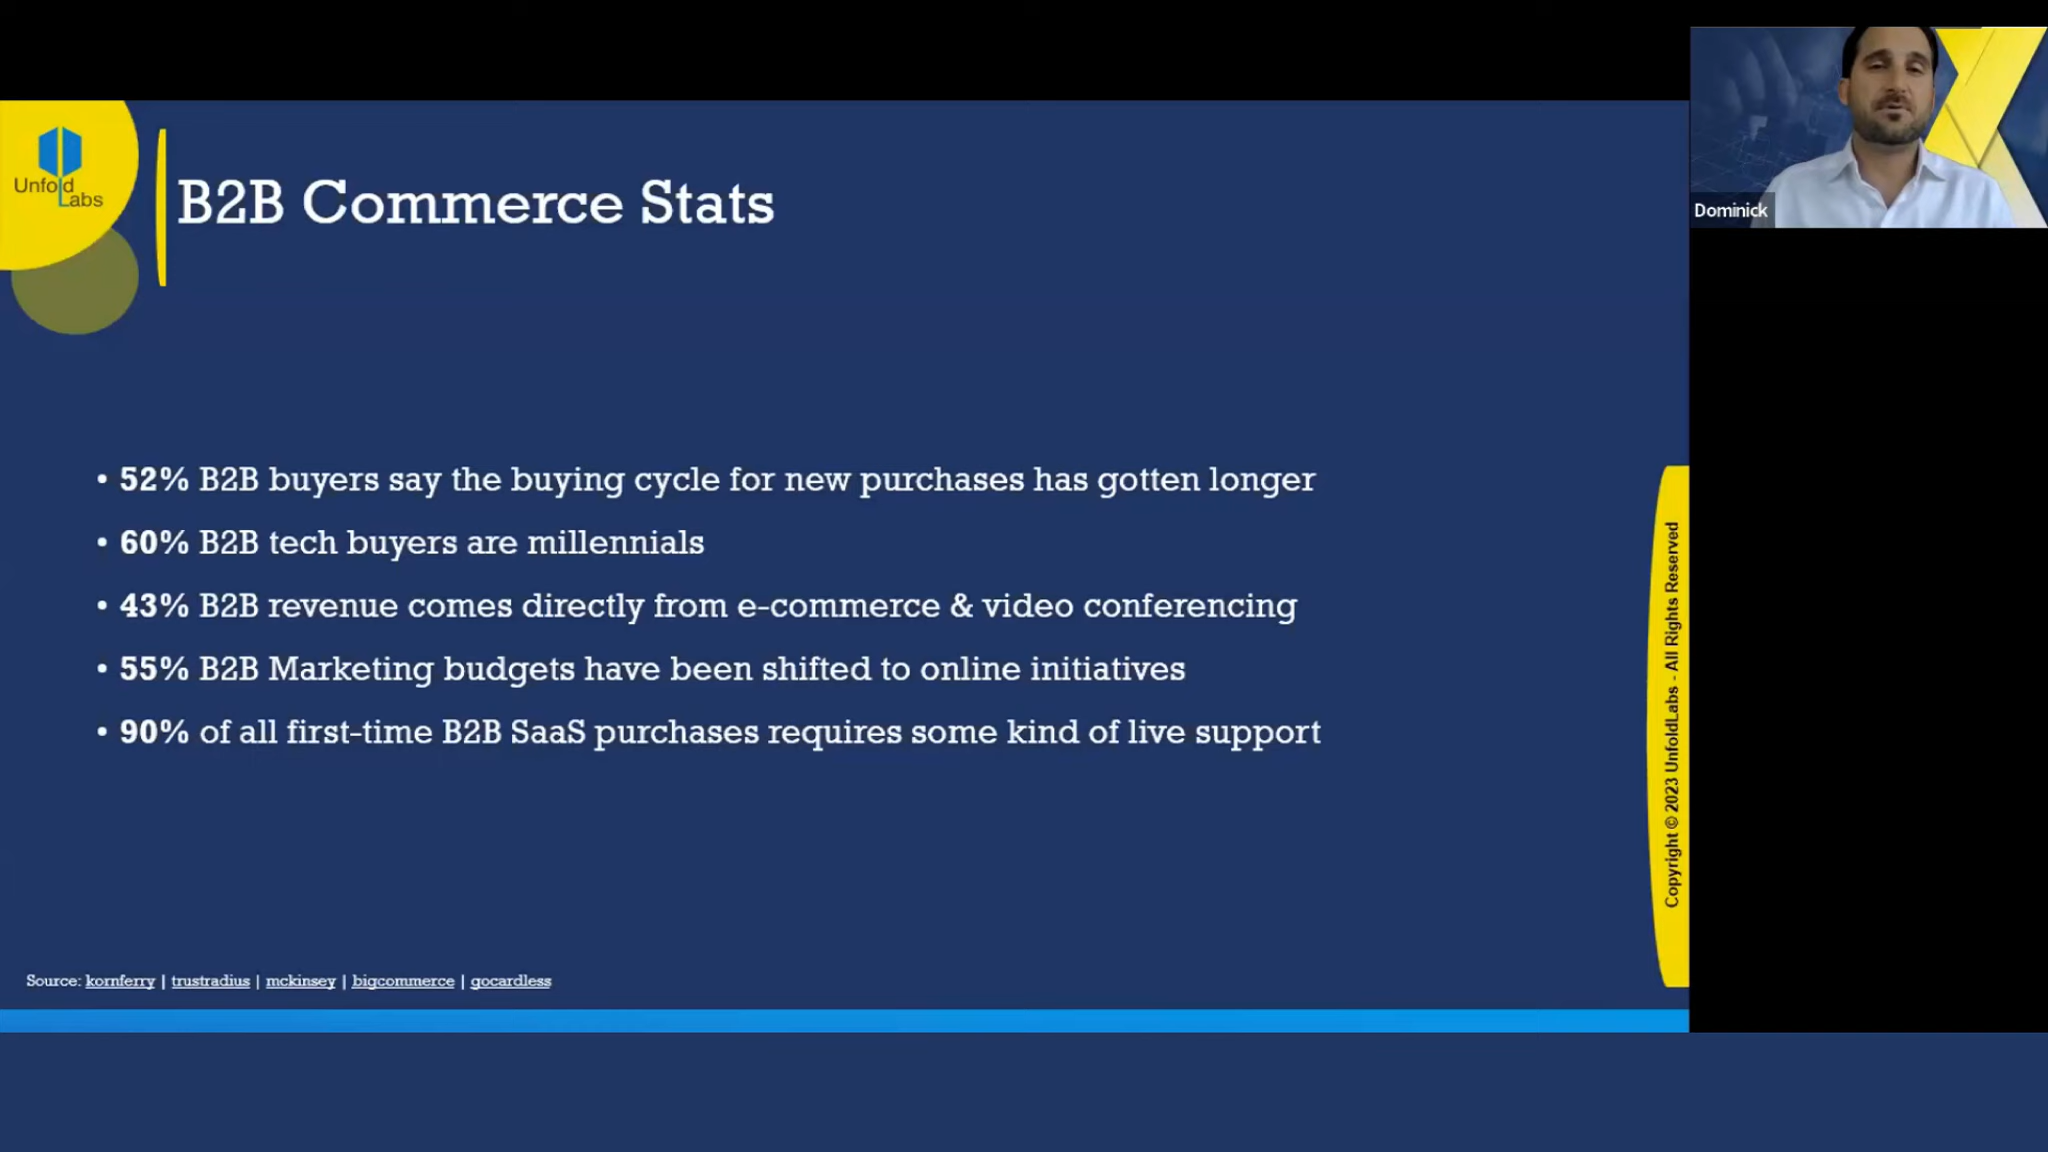 Unfold
Labs
B2B Commerce Stats
Dominick
• 52% B2B buyers say the buying cycle for new purchases has gotten longer
• 60% B2B tech buyers are millennials
• 43% B2B revenue comes directly from e-commerce & video conferencing
• 55% B2B Marketing budgets have been shifted to online initiatives
• 90% of all first-time B2B SaaS purchases requires some kind of live support
Copyright © 2023 UnfoldLabs - All Rights Reserved
Source: kornferry | trustradius | mckinsey | bigcommerce | gocardless